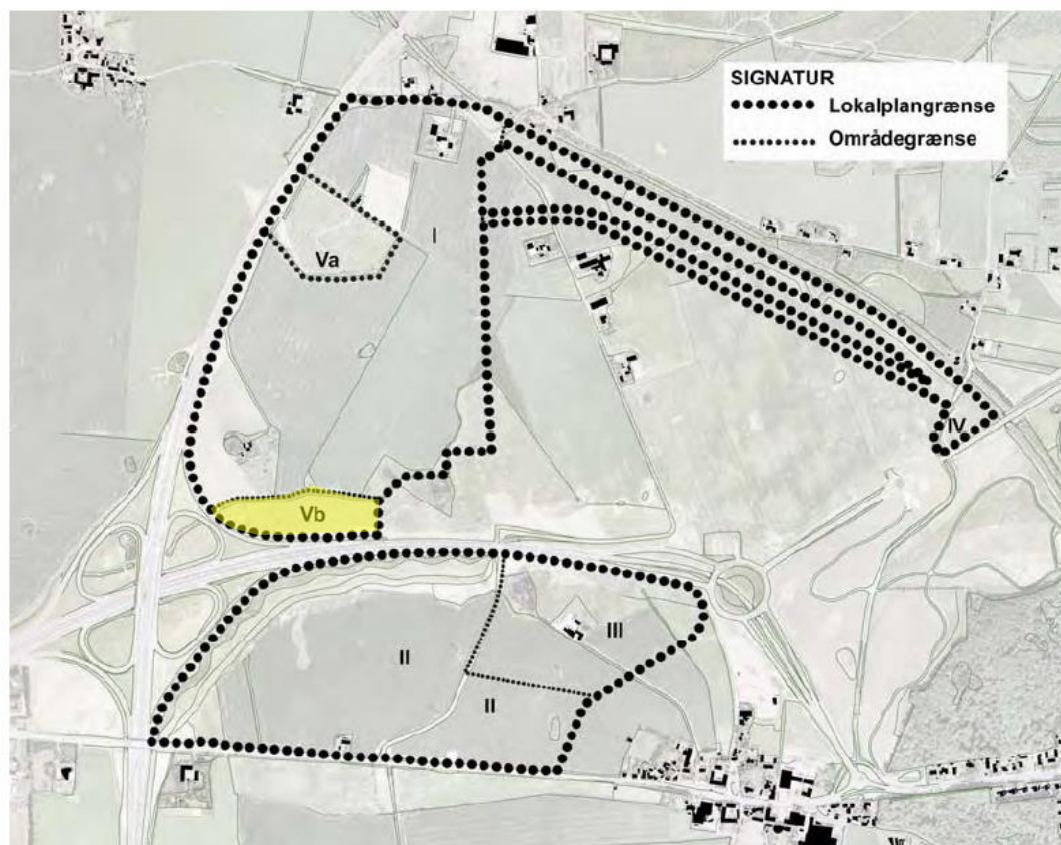 SIGNATUR
Lokalplangrænse
Områdegrænse
I
Va
IV
Vb
III
II
II